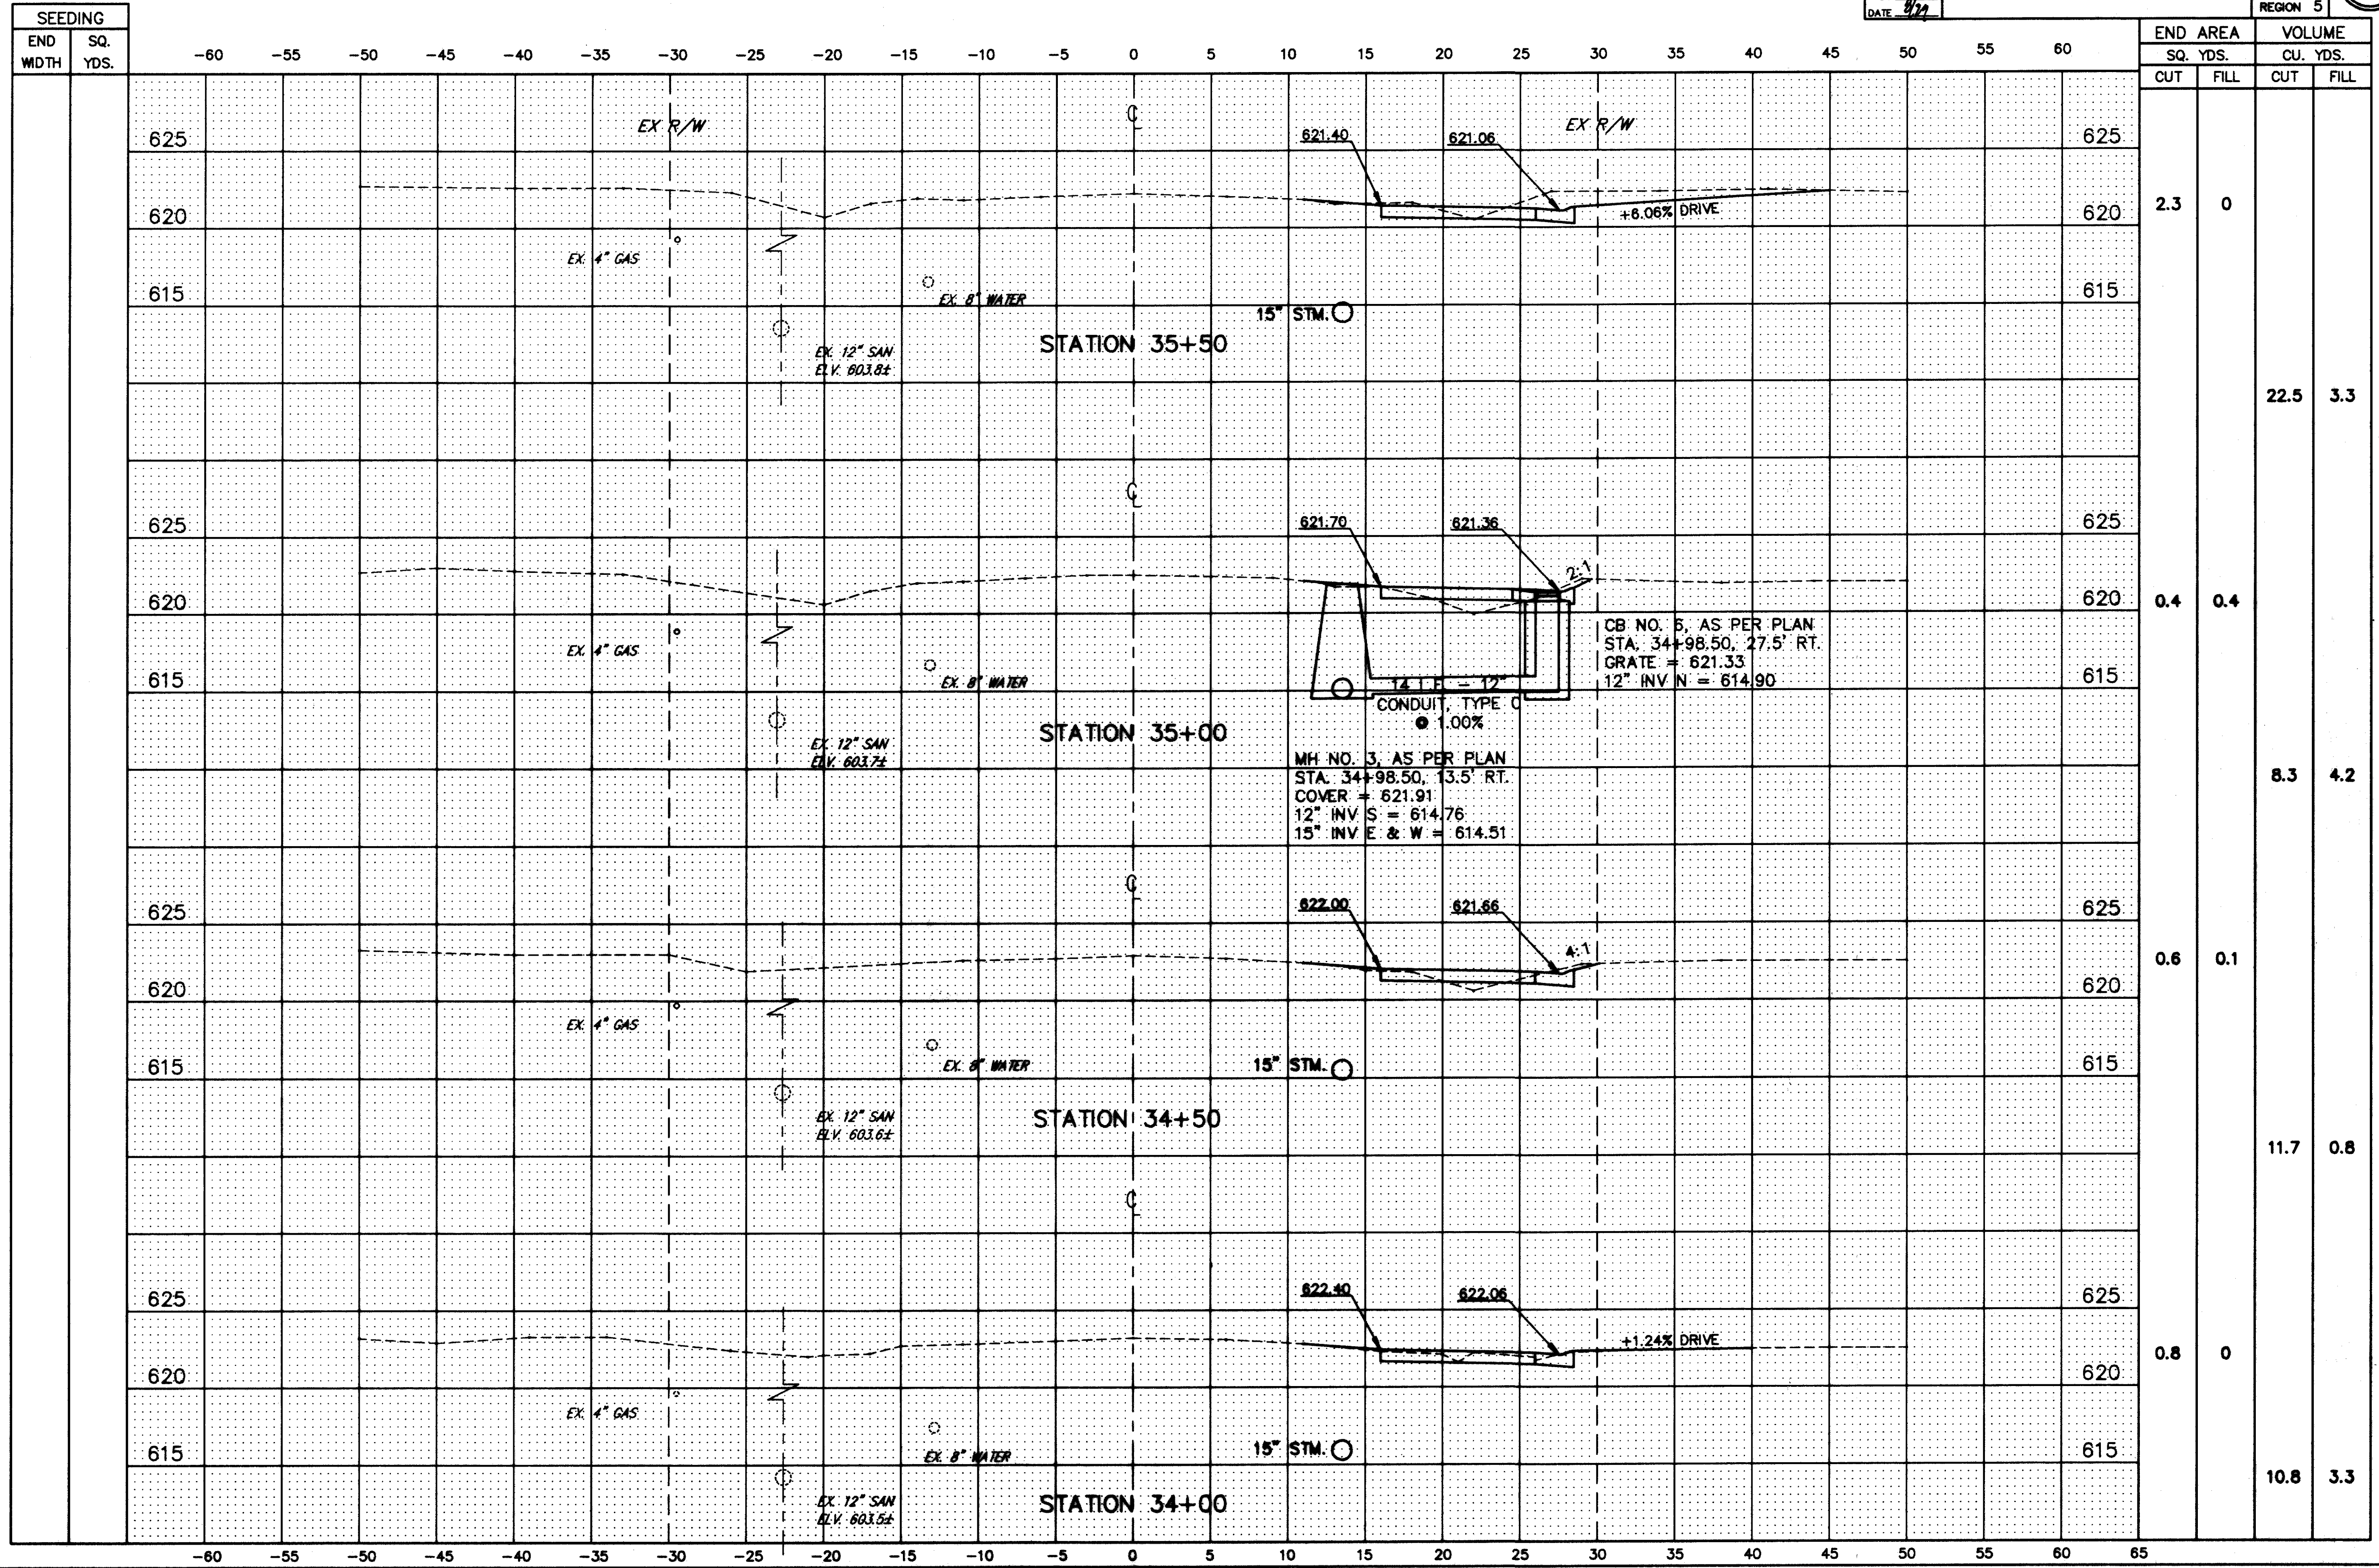 DATE 8/29
REGION 5
SEEDING
END WIDTH
SQ. YDS.
END AREA
VOLUME
SQ. YDS.
CU. YDS.
CUT FILL CUT FILL
-60 -55 -50 -45 -40 -35 -30 -25 -20 -15 -10 -5 0 5 10 15 20 25 30 35 40 45 50 55 60
EX R/W
EX R/W
℄
625
621.40
621.06
625
620
+6.06% DRIVE
620
2.3 0
EX. 4" GAS
615
EX. 8" WATER
15" STM.
615
EX. 12" SAN
ELV. 603.8±
STATION 35+50
22.5 3.3
℄
625
621.70
621.36
625
2:1
620
620
0.4 0.4
EX. 4" GAS
CB NO. 6, AS PER PLAN
STA. 34+98.50, 27.5' RT.
GRATE = 621.33
12" INV N = 614.90
615
EX. 8" WATER
14 L.F. - 12"
CONDUIT, TYPE C
@ 1.00%
615
EX. 12" SAN
ELV. 603.7±
STATION 35+00
MH NO. 3, AS PER PLAN
STA. 34+98.50, 13.5' RT.
COVER = 621.91
12" INV S = 614.76
15" INV E & W = 614.51
8.3 4.2
℄
625
622.00
621.66
625
4:1
620
620
0.6 0.1
EX. 4" GAS
615
EX. 8" WATER
15" STM.
615
EX. 12" SAN
ELV. 603.6±
STATION 34+50
11.7 0.8
℄
625
622.40
622.06
625
+1.24% DRIVE
620
620
0.8 0
EX. 4" GAS
615
EX. 8" WATER
15" STM.
615
EX. 12" SAN
ELV. 603.5±
STATION 34+00
10.8 3.3
-60 -55 -50 -45 -40 -35 -30 -25 -20 -15 -10 -5 0 5 10 15 20 25 30 35 40 45 50 55 60 65